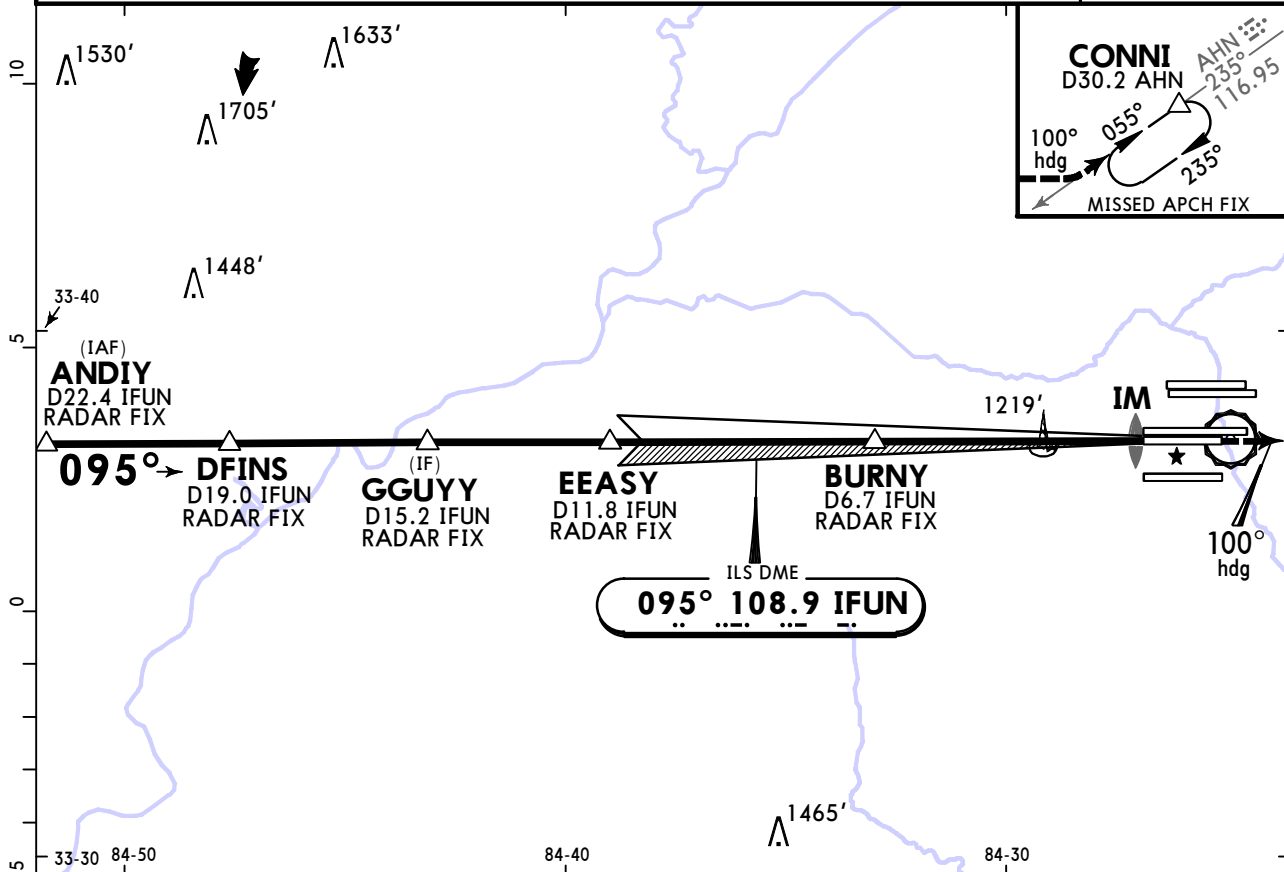 1530′
1633′
1705′
1448′
10
5
0
5
33-40
CONNI
D30.2 AHN
AHN
235°
116.95
100°
hdg
055°
235°
MISSED APCH FIX
(IAF)
ANDIY
D22.4 IFUN
RADAR FIX
095°
DFINS
D19.0 IFUN
RADAR FIX
(IF)
GGUYY
D15.2 IFUN
RADAR FIX
EEASY
D11.8 IFUN
RADAR FIX
BURNY
D6.7 IFUN
RADAR FIX
1219′
IM
100°
hdg
ILS DME
095° 108.9 IFUN
1465′
33-30
84-50
84-40
84-30